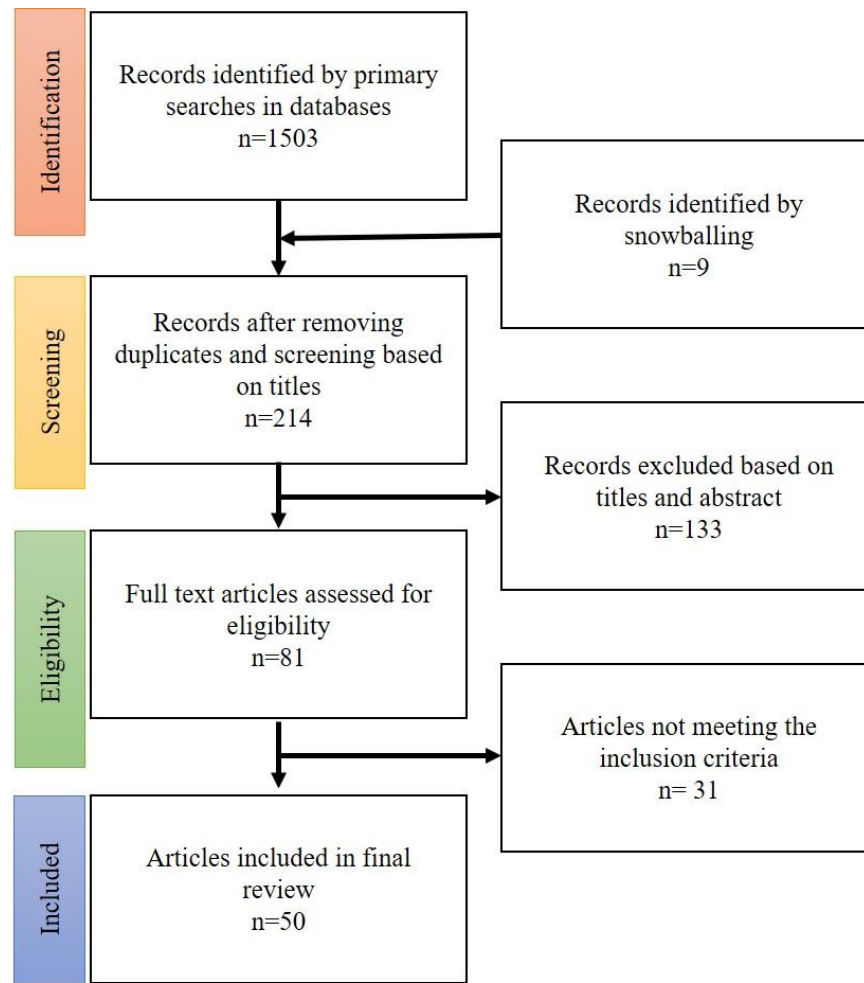 Identification
Records identified by primary
searches in databases
n=1503
Records identified by
snowballing
n=9
Screening
Records after removing
duplicates and screening based
on titles
n=214
Records excluded based on
titles and abstract
n=133
Eligibility
Full text articles assessed for
eligibility
n=81
Articles not meeting the
inclusion criteria
n= 31
Included
Articles included in final
review
n=50